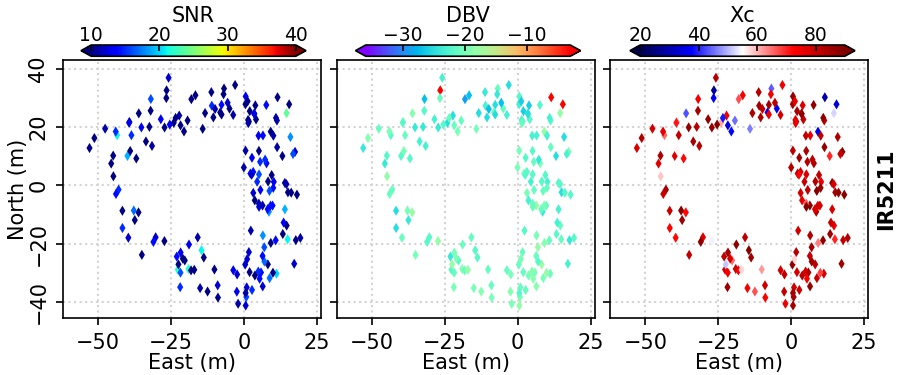 SNR DBV Xc
10 20 30 40 −30 −20 −10 20 40 60 80
40
20
0
−20
−40
North (m)
IR5211
−50 −25 0 25 −50 −25 0 25 −50 −25 0 25
East (m) East (m) East (m)